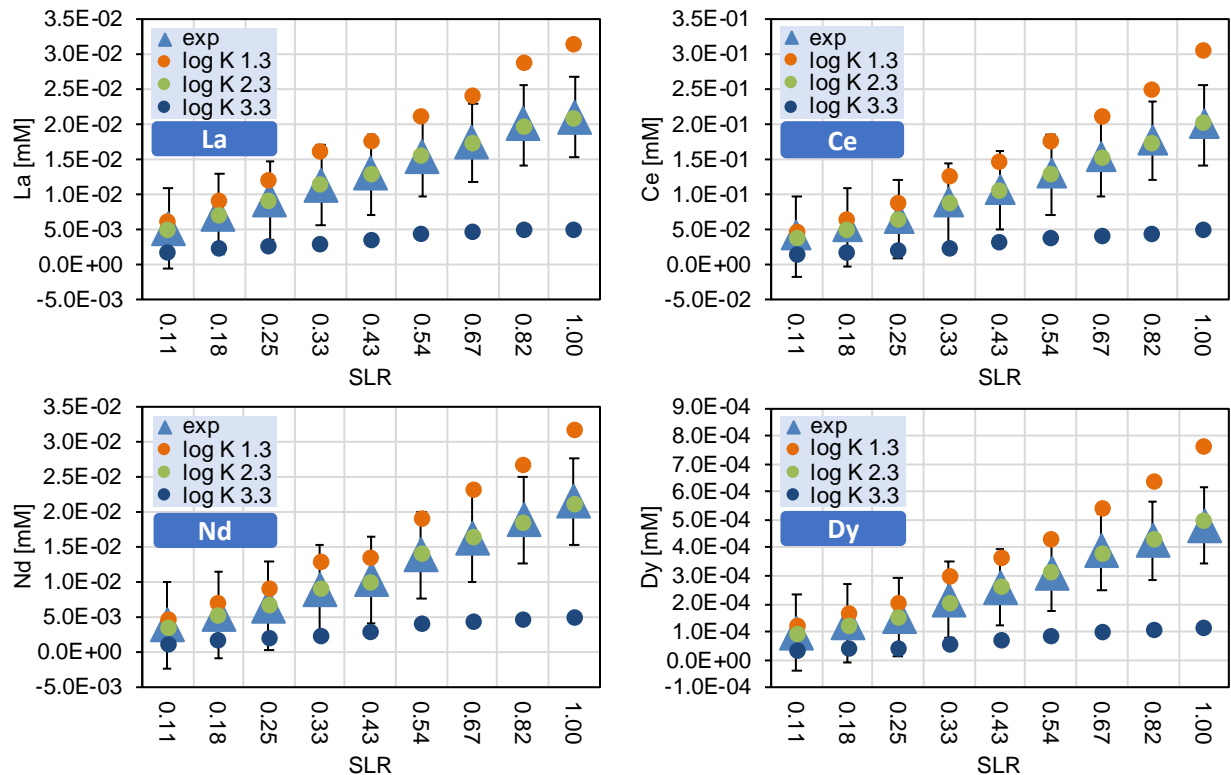 La [mM]
3.5E-02
3.0E-02
2.5E-02
2.0E-02
1.5E-02
1.0E-02
5.0E-03
0.0E+00
-5.0E-03
exp
log K 1.3
log K 2.3
log K 3.3
La
0.11
0.18
0.25
0.33
0.43
0.54
0.67
0.82
1.00
SLR
Ce [mM]
3.5E-01
3.0E-01
2.5E-01
2.0E-01
1.5E-01
1.0E-01
5.0E-02
0.0E+00
-5.0E-02
exp
log K 1.3
log K 2.3
log K 3.3
Ce
0.11
0.18
0.25
0.33
0.43
0.54
0.67
0.82
1.00
SLR
Nd [mM]
3.5E-02
3.0E-02
2.5E-02
2.0E-02
1.5E-02
1.0E-02
5.0E-03
0.0E+00
-5.0E-03
exp
log K 1.3
log K 2.3
log K 3.3
Nd
0.11
0.18
0.25
0.33
0.43
0.54
0.67
0.82
1.00
SLR
Dy [mM]
9.0E-04
8.0E-04
7.0E-04
6.0E-04
5.0E-04
4.0E-04
3.0E-04
2.0E-04
1.0E-04
0.0E+00
-1.0E-04
exp
log K 1.3
log K 2.3
log K 3.3
Dy
0.11
0.18
0.25
0.33
0.43
0.54
0.67
0.82
1.00
SLR